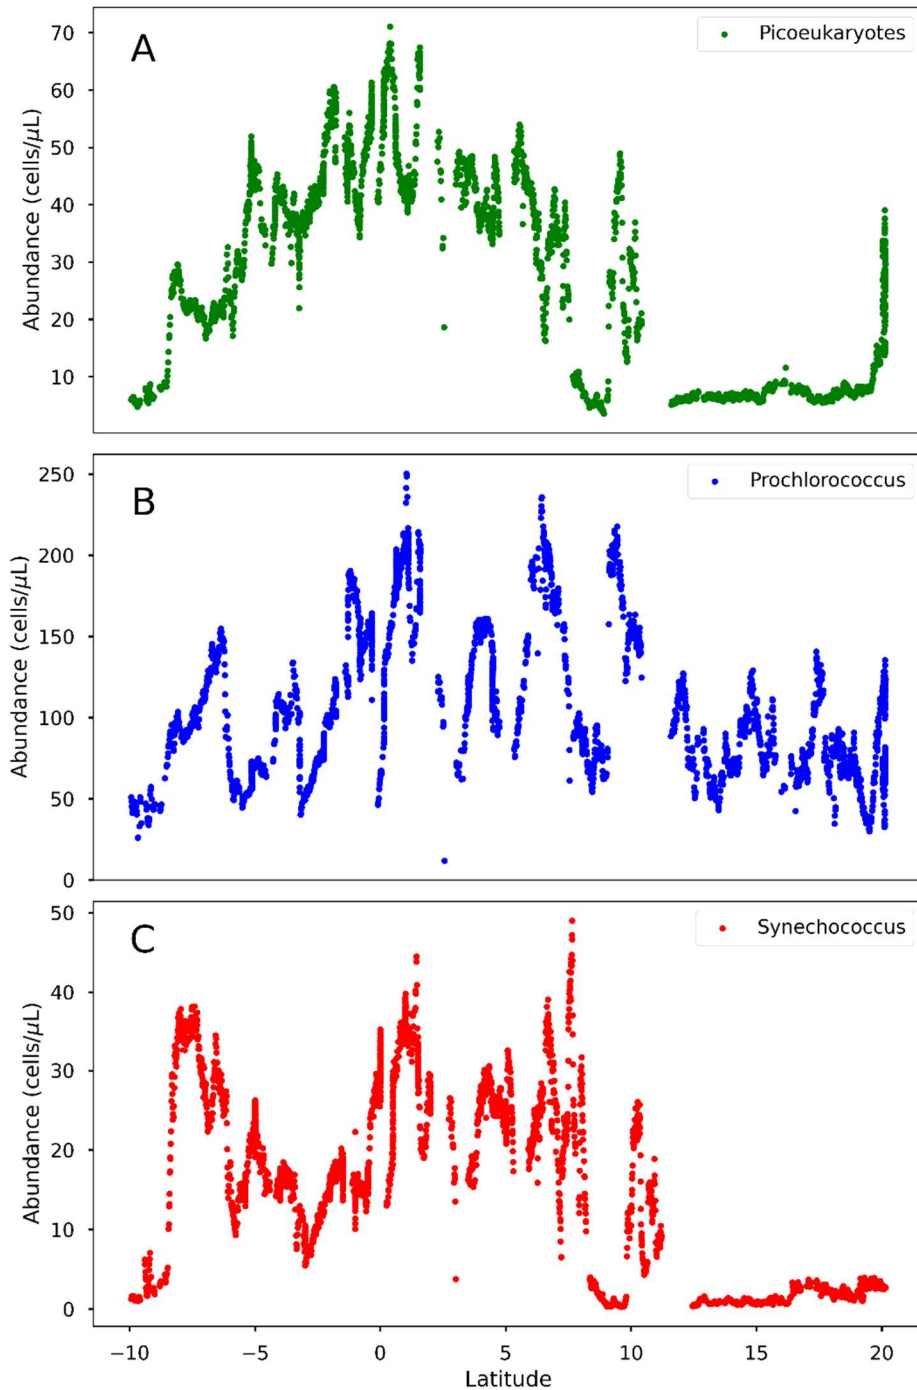 A
Picoeukaryotes
Abundance (cells/μL)
70
60
50
40
30
20
10
B
Prochlorococcus
Abundance (cells/μL)
250
200
150
100
50
0
C
Synechococcus
Abundance (cells/μL)
50
40
30
20
10
0
−10 −5 0 5 10 15 20
Latitude